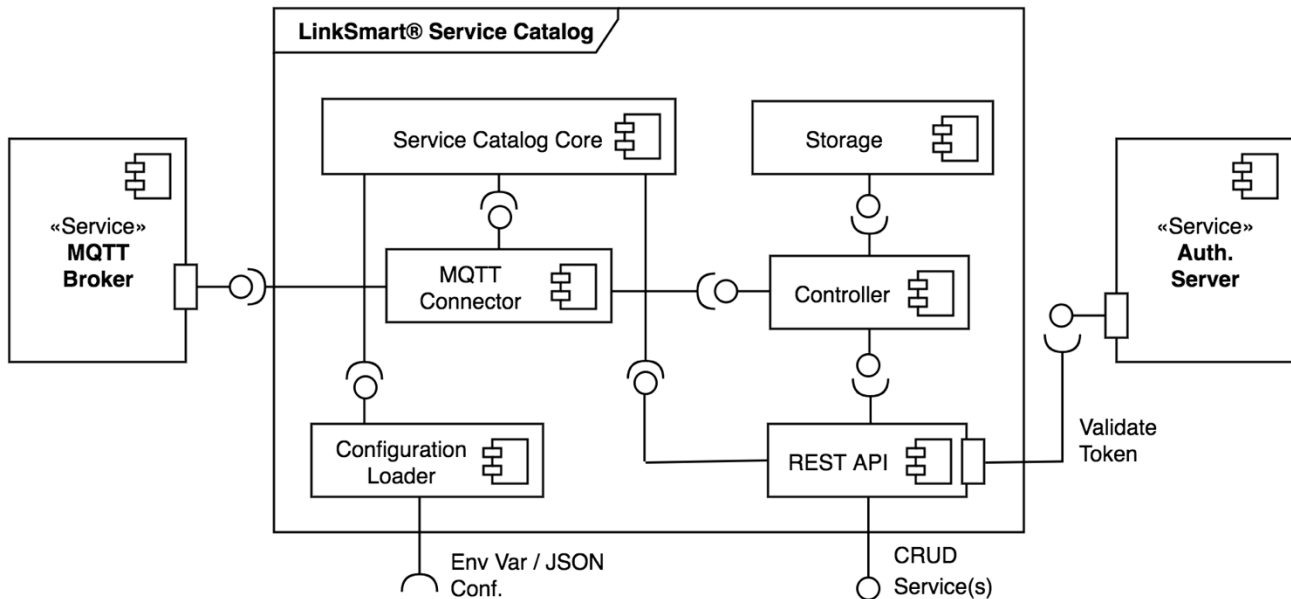 LinkSmart® Service Catalog
Service Catalog Core
Storage
«Service»
MQTT
Broker
MQTT
Connector
Controller
«Service»
Auth.
Server
Configuration
Loader
REST API
Validate
Token
Env Var / JSON
Conf.
CRUD
Service(s)